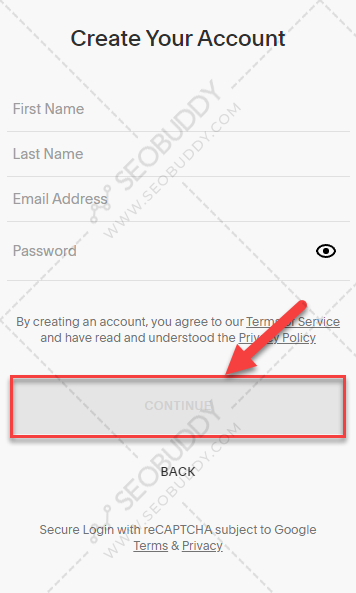 Create Your Account
First Name
Last Name
Email Address
Password
By creating an account, you agree to our Terms of Service
and have read and understood the Privacy Policy
CONTINUE
BACK
Secure Login with reCAPTCHA subject to Google
Terms & Privacy
SEOBUDDY
WWW.SEOBUDDY.COM
SEOBUDDY
WWW.SEOBUDDY.COM